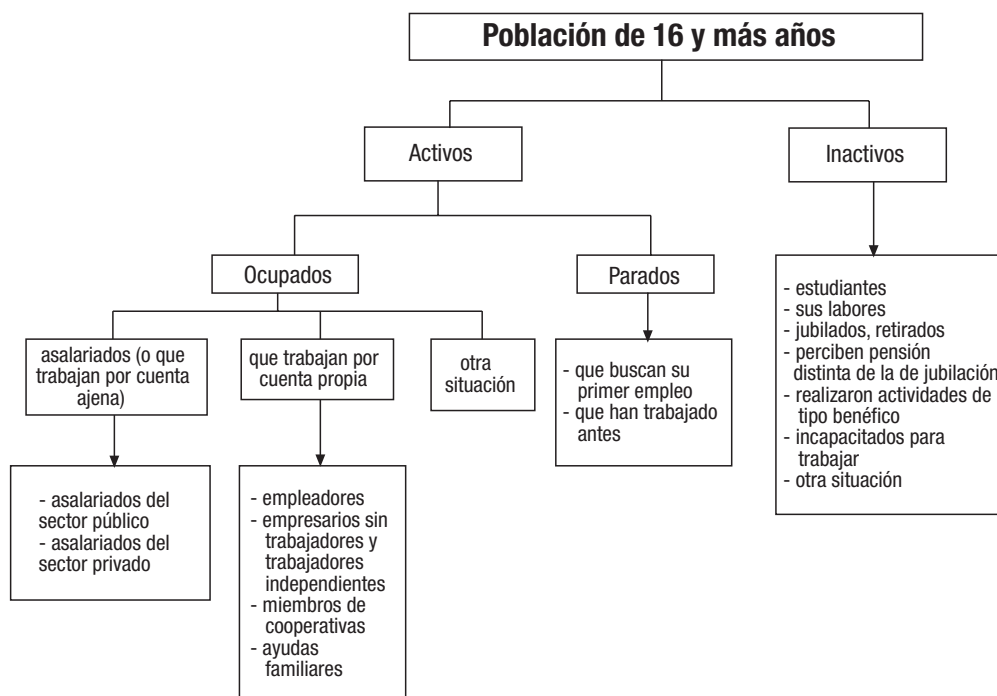 Población de 16 y más años
Activos
Inactivos
Ocupados
Parados
asalariados (o que
trabajan por cuenta
ajena)
que trabajan por
cuenta propia
otra
situación
- que buscan su
primer empleo
- que han trabajado
antes
- estudiantes
- sus labores
- jubilados, retirados
- perciben pensión
distinta de la de jubilación
- realizaron actividades de
tipo benéfico
- incapacitados para
trabajar
- otra situación
- asalariados del
sector público
- asalariados del
sector privado
- empleadores
- empresarios sin
trabajadores y
trabajadores
independientes
- miembros de
cooperativas
- ayudas
familiares